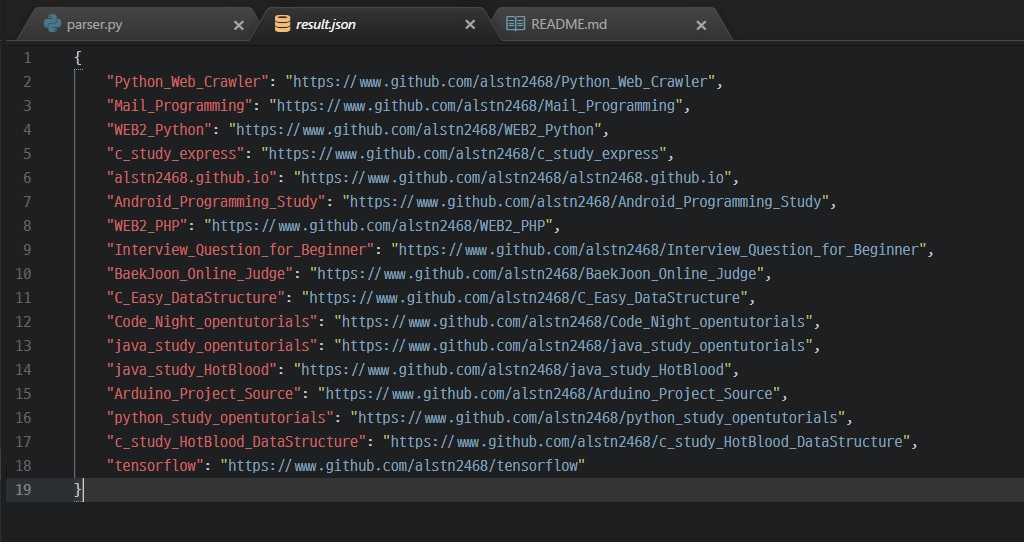 parser.py × result.json × README.md ×
1 {
2 "Python_Web_Crawler": "https://www.github.com/alstn2468/Python_Web_Crawler",
3 "Mail_Programming": "https://www.github.com/alstn2468/Mail_Programming",
4 "WEB2_Python": "https://www.github.com/alstn2468/WEB2_Python",
5 "c_study_express": "https://www.github.com/alstn2468/c_study_express",
6 "alstn2468.github.io": "https://www.github.com/alstn2468/alstn2468.github.io",
7 "Android_Programming_Study": "https://www.github.com/alstn2468/Android_Programming_Study",
8 "WEB2_PHP": "https://www.github.com/alstn2468/WEB2_PHP",
9 "Interview_Question_for_Beginner": "https://www.github.com/alstn2468/Interview_Question_for_Beginner",
10 "BaekJoon_Online_Judge": "https://www.github.com/alstn2468/BaekJoon_Online_Judge",
11 "C_Easy_DataStructure": "https://www.github.com/alstn2468/C_Easy_DataStructure",
12 "Code_Night_opentutorials": "https://www.github.com/alstn2468/Code_Night_opentutorials",
13 "java_study_opentutorials": "https://www.github.com/alstn2468/java_study_opentutorials",
14 "java_study_HotBlood": "https://www.github.com/alstn2468/java_study_HotBlood",
15 "Arduino_Project_Source": "https://www.github.com/alstn2468/Arduino_Project_Source",
16 "python_study_opentutorials": "https://www.github.com/alstn2468/python_study_opentutorials",
17 "c_study_HotBlood_DataStructure": "https://www.github.com/alstn2468/c_study_HotBlood_DataStructure",
18 "tensorflow": "https://www.github.com/alstn2468/tensorflow"
19 }